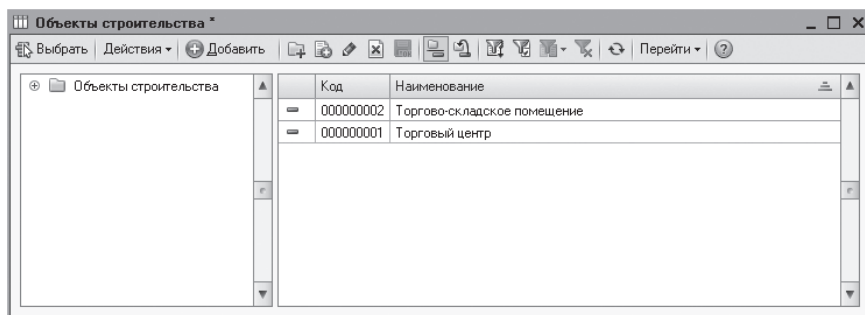 Объекты строительства *
Выбрать Действия Добавить Перейти
Объекты строительства
Код Наименование
000000002 Торгово-складское помещение
000000001 Торговый центр